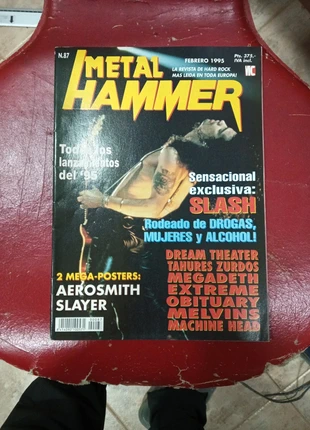 N.87
METAL
HAMMER
FEBRERO 1995
LA REVISTA DE HARD ROCK
MAS LEIDA EN TODA EUROPA!
Pts. 375.-
IVA incl.
Todos los
lanzamientos
del '95
Sensacional
exclusiva:
SLASH
Rodeado de DROGAS,
MUJERES y ALCOHOL!
2 MEGA-POSTERS:
AEROSMITH
SLAYER
DREAM THEATER
TAHURES ZURDOS
MEGADETH
EXTREME
OBITUARY
MELVINS
MACHINE HEAD